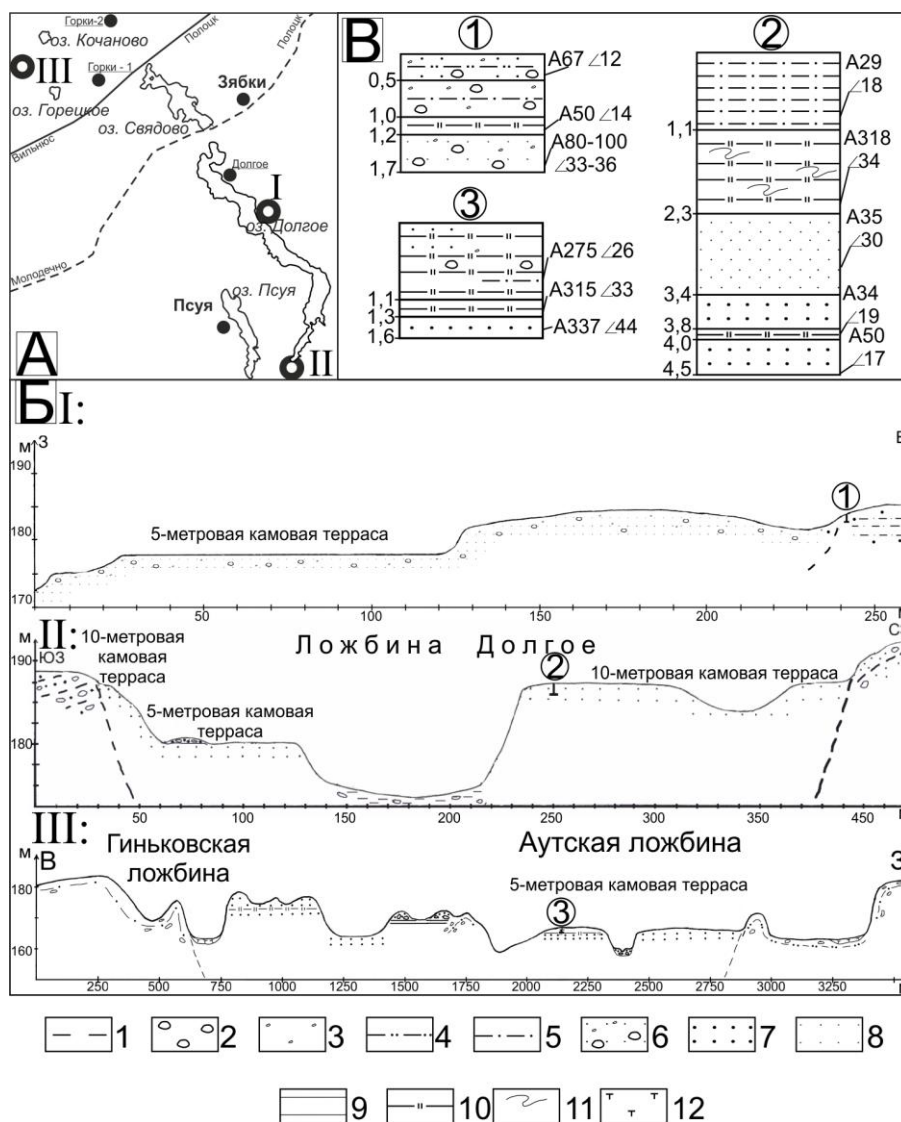 Горки-2
оз. Кочаново
Полоцк
Полоцк
III
Горки - 1
Зябки
оз. Горецкое
оз. Свядово
Вильнюс
Долгое
I
оз. Долгое
Молодечно
оз. Псуя
Псуя
А
II
В
1
А67 ∠12
0,5
1,0
А50 ∠14
1,2
А80-100
∠33-36
1,7
3
А275 ∠26
1,1
А315 ∠33
1,3
А337 ∠44
1,6
2
А29
∠18
1,1
А318
∠34
2,3
А35
∠30
3,4
А34
∠19
3,8
А50
4,0
∠17
4,5
Б I:
м З
190
180
170
5-метровая камовая терраса
1
50 100 150 200 250
II:
м
ЮЗ
190
180
10-метровая
камовая
терраса
Ложбина Долгое
5-метровая камовая
терраса
2
10-метровая камовая терраса
50 100 150 200 250 300 350 400 450
III:
м В
180
160
Гиньковская
ложбина
Аутская ложбина
З
5-метровая камовая терраса
3
250 500 750 1000 1250 1500 1750 2000 2250 2500 2750 3000 3250
1 2 3 4 5 6 7 8
9 10 11 12